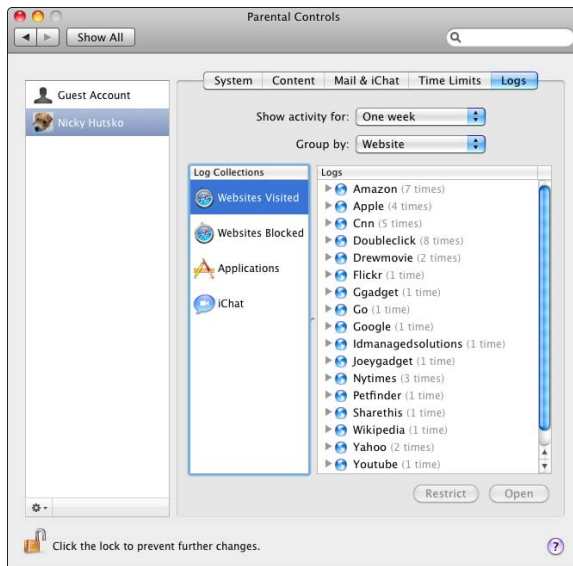 Parental Controls
Show All
System Content Mail & iChat Time Limits Logs
Guest Account
Nicky Hutsko
Show activity for: One week
Group by: Website
Log Collections
Websites Visited
Websites Blocked
Applications
iChat
Logs
Amazon (7 times)
Apple (4 times)
Cnn (5 times)
Doubleclick (8 times)
Drewmovie (2 times)
Flickr (1 time)
Ggadget (1 time)
Go (1 time)
Google (1 time)
Idmanagedsolutions (1 time)
Joeygadget (1 time)
Nytimes (3 times)
Petfinder (1 time)
Sharethis (1 time)
Wikipedia (1 time)
Yahoo (2 times)
Youtube (1 time)
Restrict Open
Click the lock to prevent further changes.
?